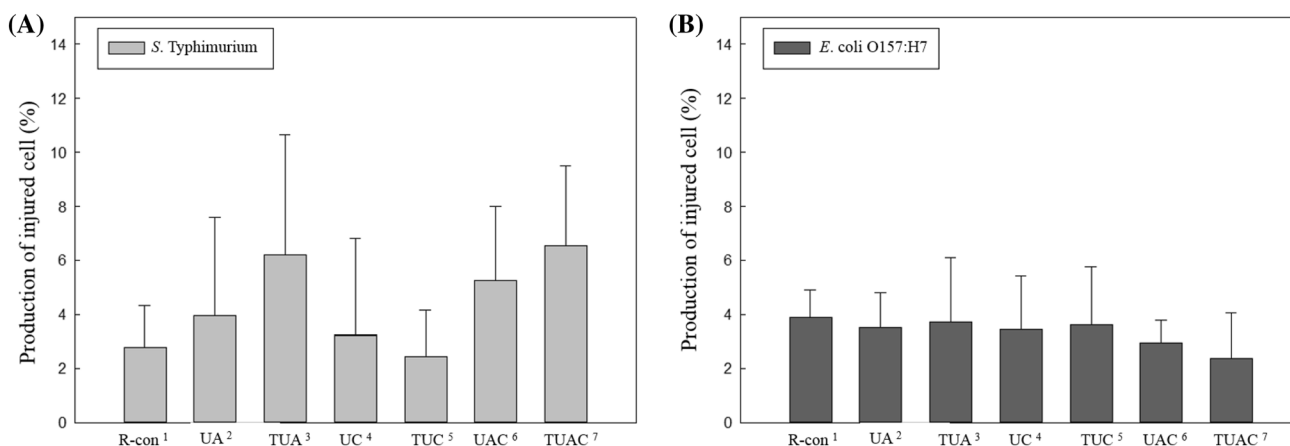 (A)
S. Typhimurium
Production of injured cell (%)
14
12
10
8
6
4
2
0
R-con 1 UA 2 TUA 3 UC 4 TUC 5 UAC 6 TUAC 7
(B)
E. coli O157:H7
Production of injured cell (%)
14
12
10
8
6
4
2
0
R-con 1 UA 2 TUA 3 UC 4 TUC 5 UAC 6 TUAC 7